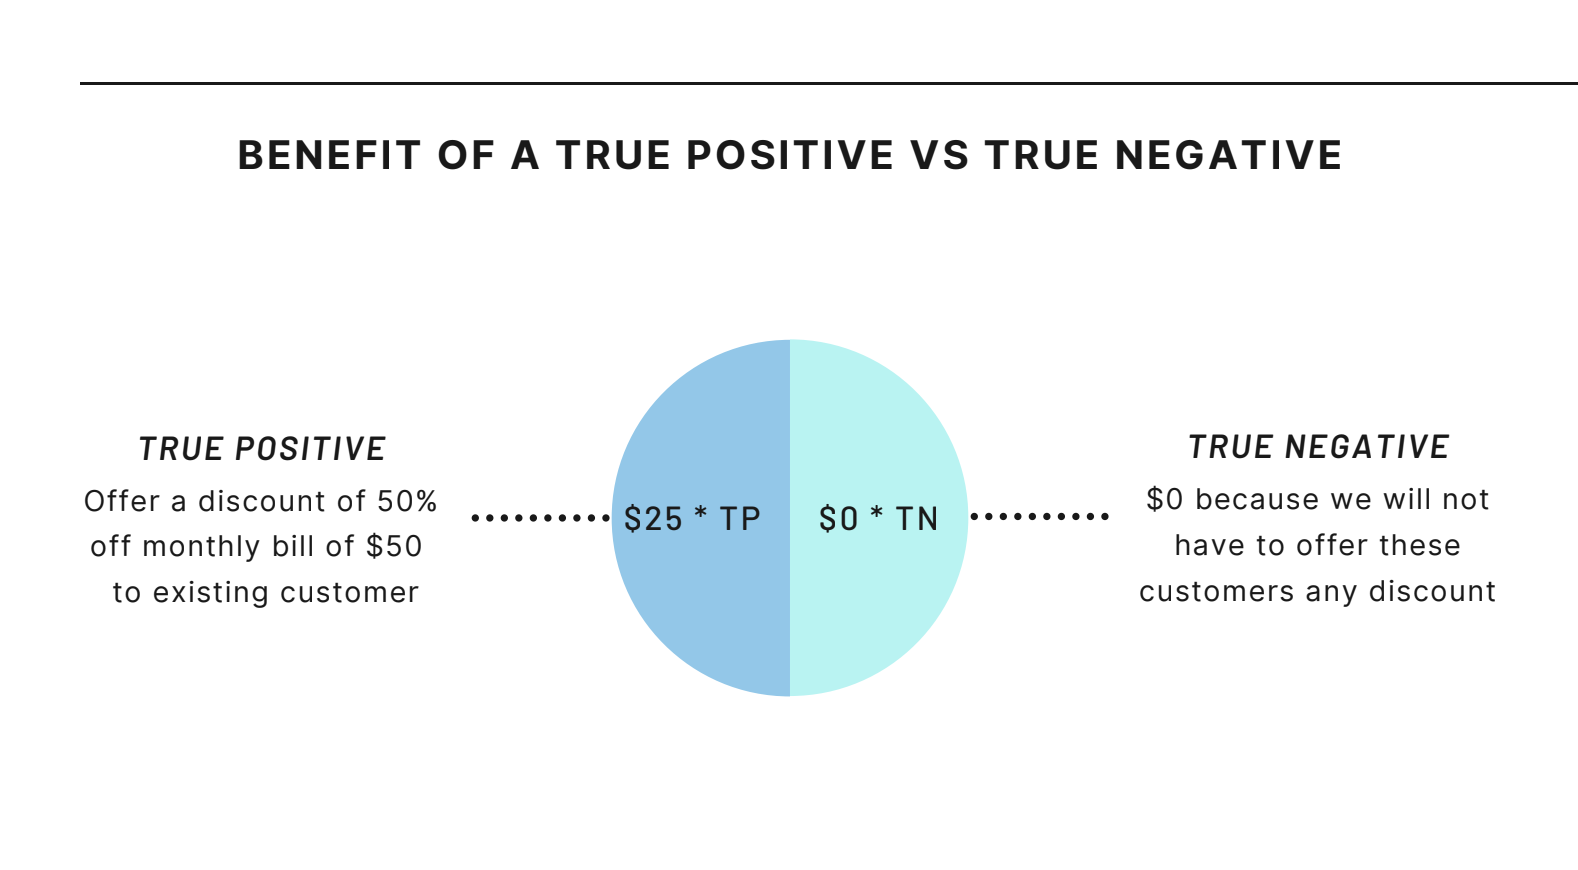 BENEFIT OF A TRUE POSITIVE VS TRUE NEGATIVE
TRUE POSITIVE
Offer a discount of 50%
off monthly bill of $50
to existing customer
$25 * TP
$0 * TN
TRUE NEGATIVE
$0 because we will not
have to offer these
customers any discount